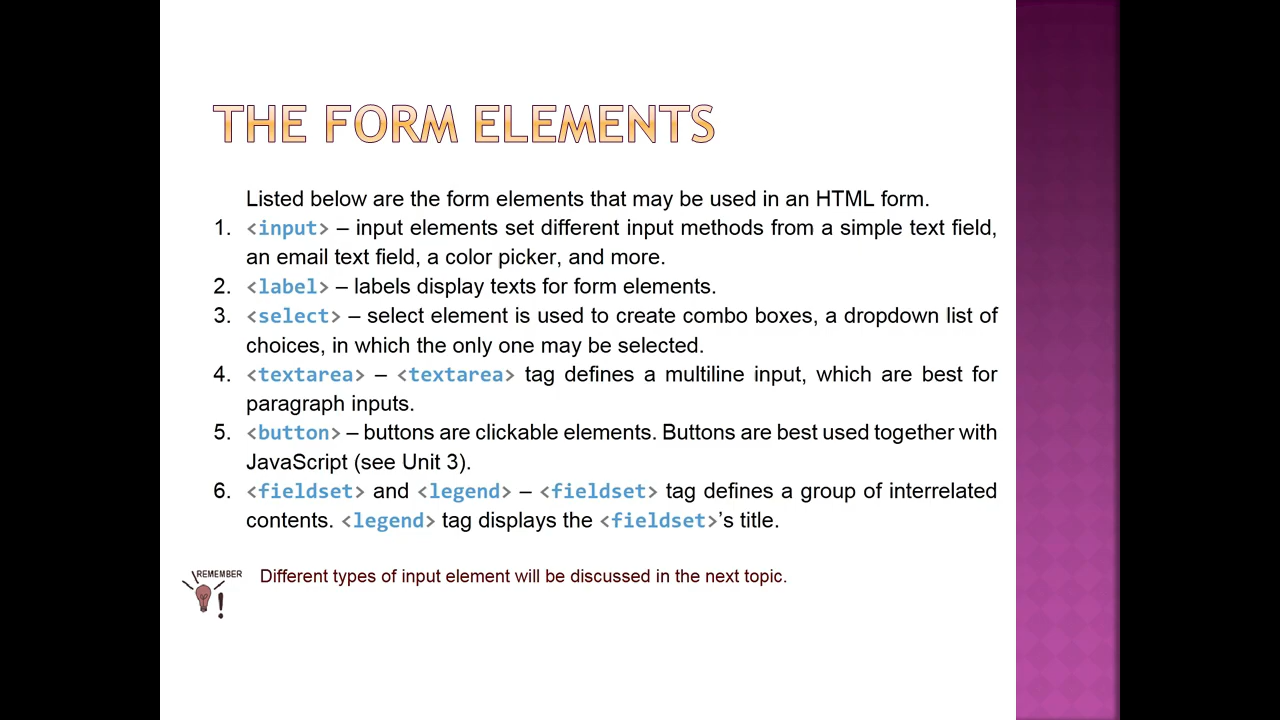 THE FORM ELEMENTS
Listed below are the form elements that may be used in an HTML form.
1. <input> – input elements set different input methods from a simple text field,
an email text field, a color picker, and more.
2. <label> – labels display texts for form elements.
3. <select> – select element is used to create combo boxes, a dropdown list of
choices, in which the only one may be selected.
4. <textarea> – <textarea> tag defines a multiline input, which are best for
paragraph inputs.
5. <button> – buttons are clickable elements. Buttons are best used together with
JavaScript (see Unit 3).
6. <fieldset> and <legend> – <fieldset> tag defines a group of interrelated
contents. <legend> tag displays the <fieldset>’s title.
REMEMBER
!
Different types of input element will be discussed in the next topic.